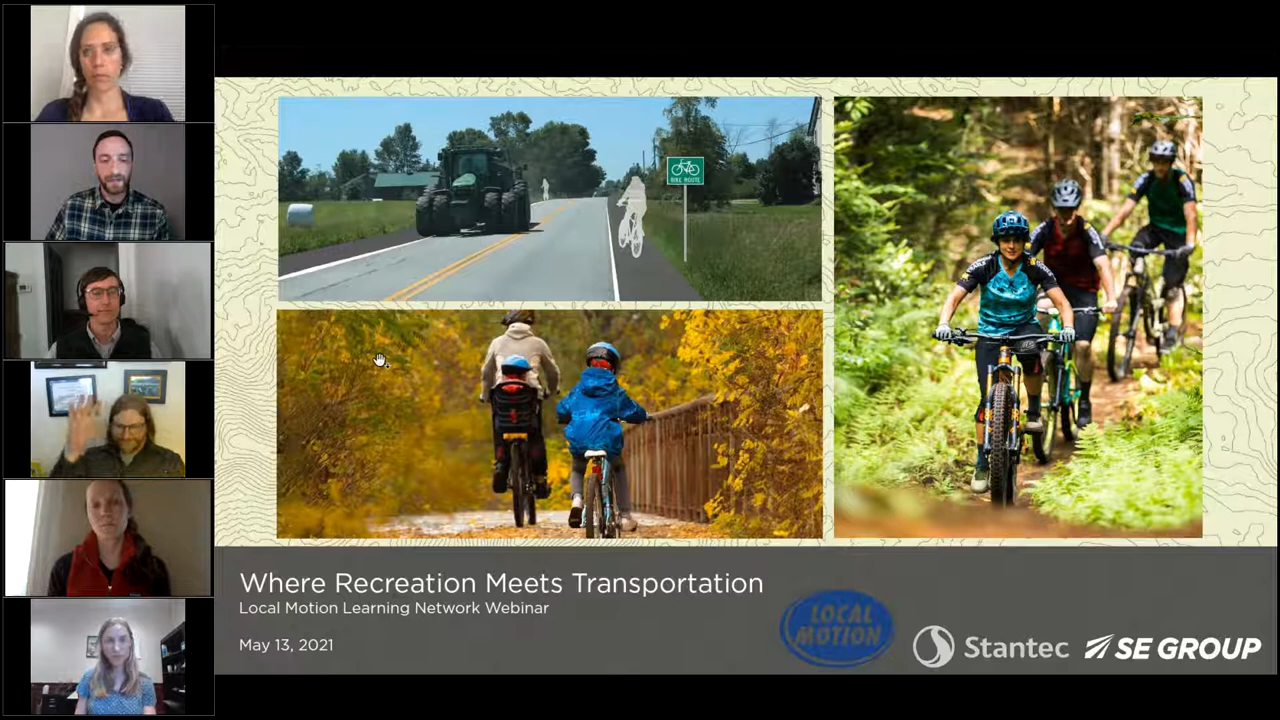 BIKE ROUTE
Where Recreation Meets Transportation
Local Motion Learning Network Webinar
May 13, 2021
LOCAL
MOTION
Stantec
SE GROUP